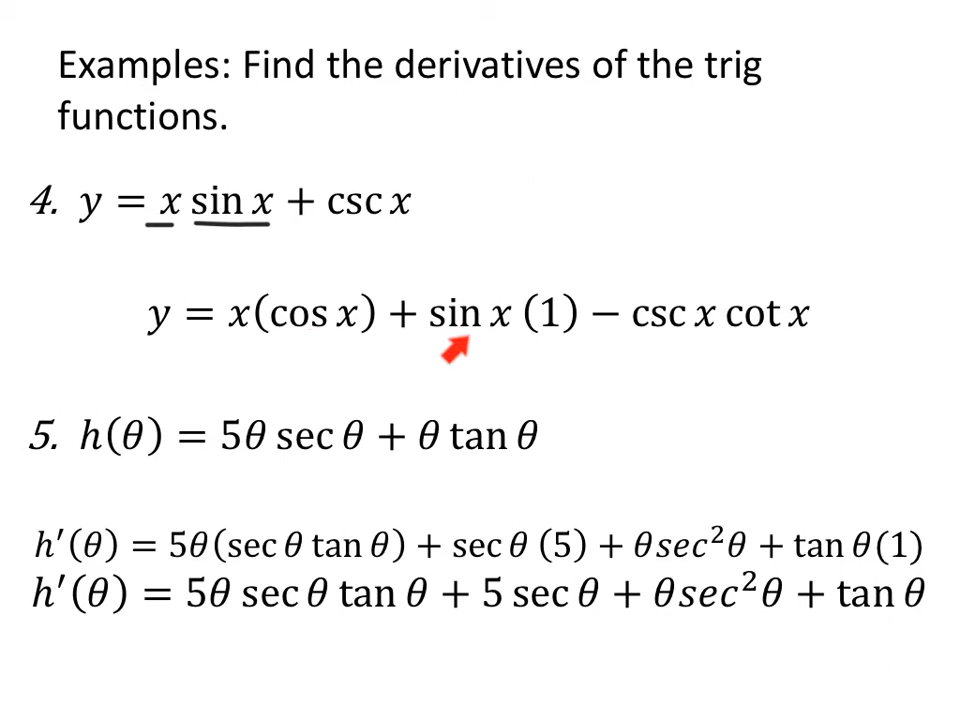 Examples: Find the derivatives of the trig
functions.
4. y = x sin x + csc x
y = x(cos x) + sin x (1) − csc x cot x
5. h(θ) = 5θ sec θ + θ tan θ
h′(θ) = 5θ(sec θ tan θ) + sec θ (5) + θsec²θ + tan θ(1)
h′(θ) = 5θ sec θ tan θ + 5 sec θ + θsec²θ + tan θ